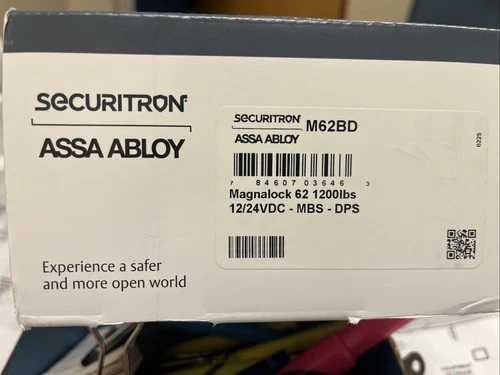 SECURITRON
ASSA ABLOY
Experience a safer
and more open world
SECURITRON M62BD
ASSA ABLOY
7 84607 03646 3
Magnalock 62 1200lbs
12/24VDC - MBS - DPS
0225